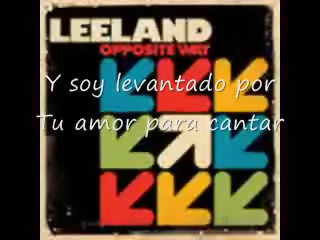 LEELAND
OPPOSITE WAY
Y soy levantado por
Tu amor para cantar